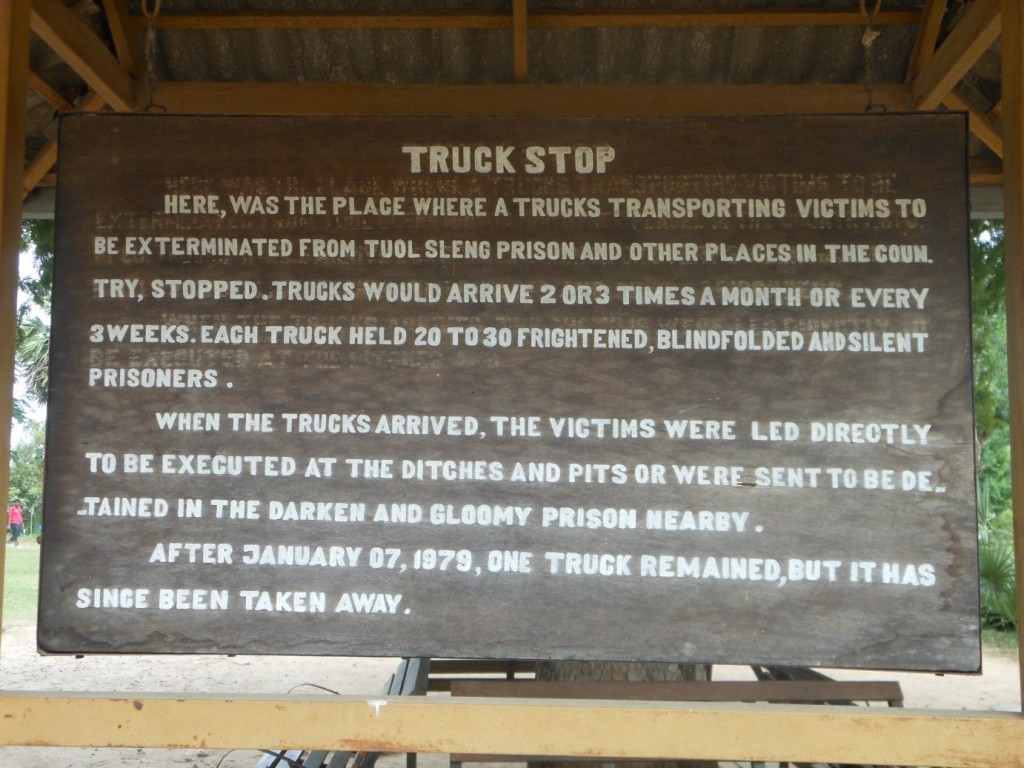 TRUCK STOP
HERE, WAS THE PLACE WHERE A TRUCKS TRANSPORTING VICTIMS TO
BE EXTERMINATED FROM TUOL SLENG PRISON AND OTHER PLACES IN THE COUN.
TRY, STOPPED. TRUCKS WOULD ARRIVE 2 OR 3 TIMES A MONTH OR EVERY
3 WEEKS. EACH TRUCK HELD 20 TO 30 FRIGHTENED, BLINDFOLDED AND SILENT
PRISONERS .
WHEN THE TRUCKS ARRIVED, THE VICTIMS WERE LED DIRECTLY
TO BE EXECUTED AT THE DITCHES AND PITS OR WERE SENT TO BE DE-
-TAINED IN THE DARKEN AND GLOOMY PRISON NEARBY .
AFTER JANUARY 07, 1979, ONE TRUCK REMAINED, BUT IT HAS
SINCE BEEN TAKEN AWAY.